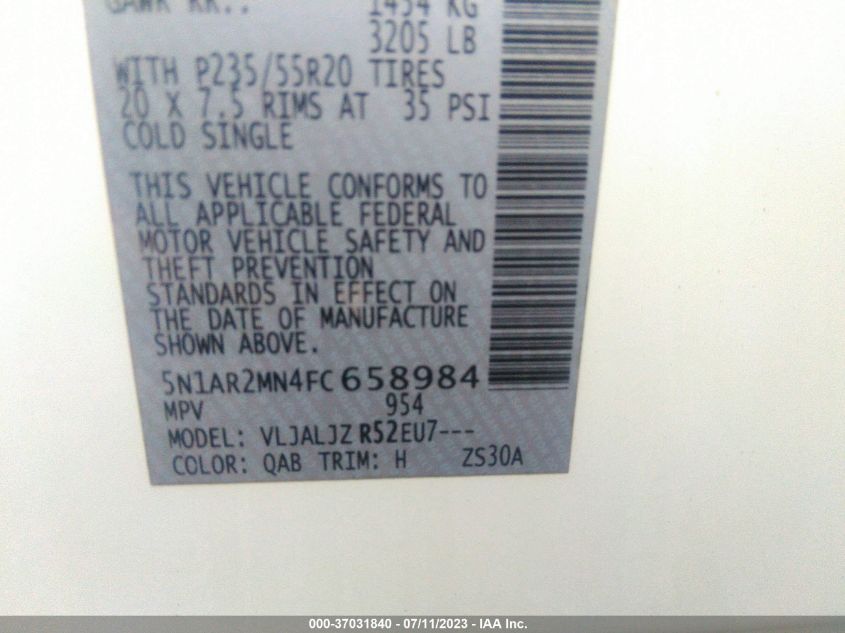 GAWR RR.. 1454 KG
3205 LB
WITH P235/55R20 TIRES
20 X 7.5 RIMS AT 35 PSI
COLD SINGLE
THIS VEHICLE CONFORMS TO
ALL APPLICABLE FEDERAL
MOTOR VEHICLE SAFETY AND
THEFT PREVENTION
STANDARDS IN EFFECT ON
THE DATE OF MANUFACTURE
SHOWN ABOVE.
5N1AR2MN4FC658984
MPV 954
MODEL: VLJALJZ R52EU7---
COLOR: QAB TRIM: H ZS30A
000-37031840 - 07/11/2023 - IAA Inc.